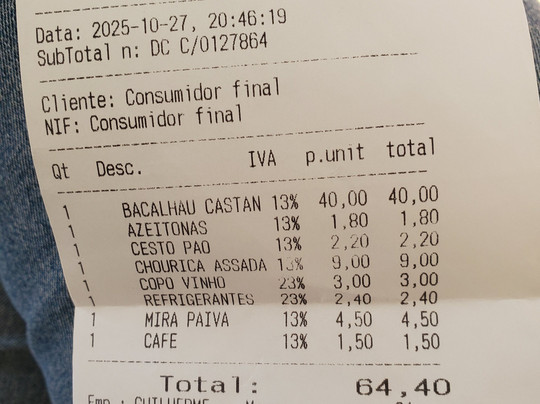 Data: 2025-10-27, 20:46:19
SubTotal n: DC C/0127864
Cliente: Consumidor final
NIF: Consumidor final
Qt Desc. IVA p.unit total
1 BACALHAU CASTAN 13% 40,00 40,00
1 AZEITONAS 13% 1,80 1,80
1 CESTO PAO 13% 2,20 2,20
1 CHOURICA ASSADA 13% 9,00 9,00
1 COPO VINHO 23% 3,00 3,00
1 REFRIGERANTES 23% 2,40 2,40
1 MIRA PAIVA 13% 4,50 4,50
1 CAFE 13% 1,50 1,50
Total: 64,40